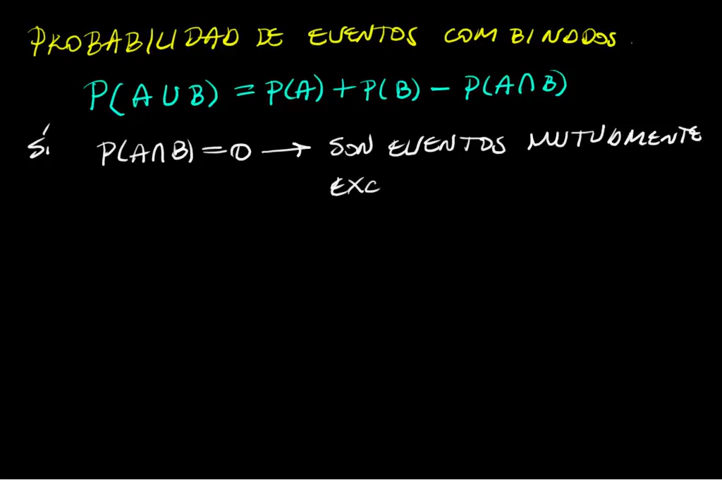 PROBABILIDAD DE EVENTOS COMBINADOS.
P(A∪B) = P(A) + P(B) - P(A∩B)
Si P(A∩B) = 0 → SON EVENTOS MUTUAMENTE
EXC